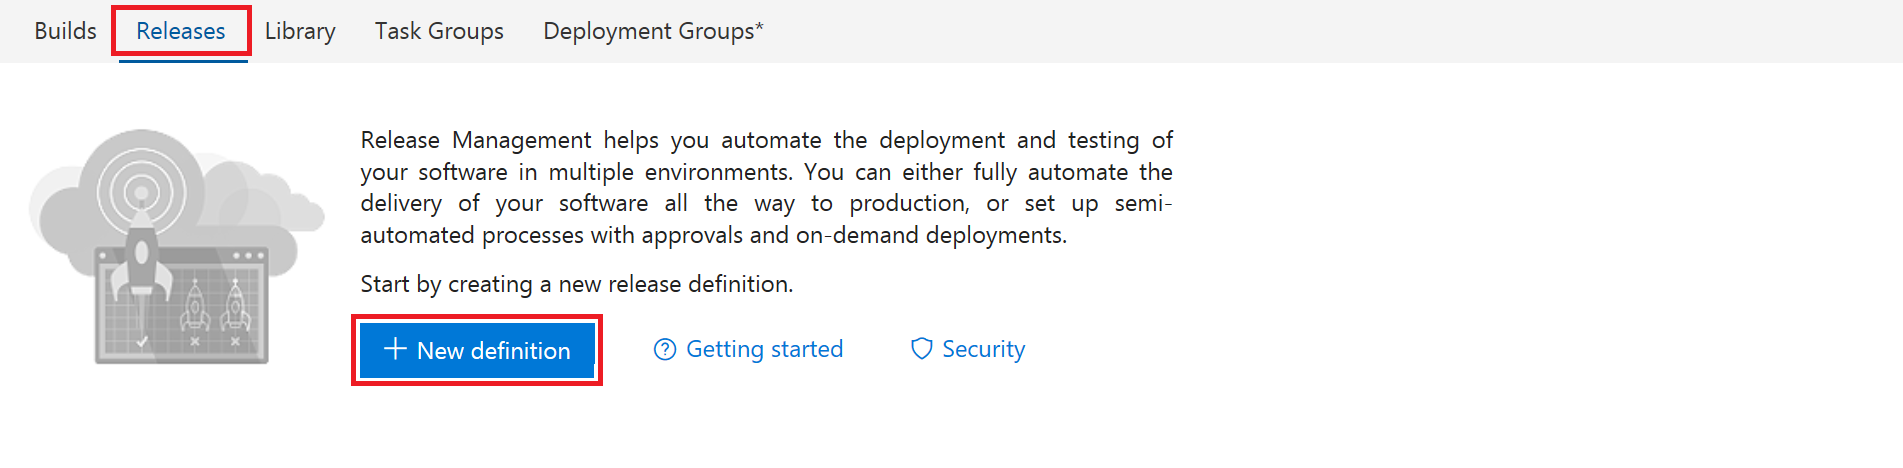 Builds Releases Library Task Groups Deployment Groups*
Release Management helps you automate the deployment and testing of
your software in multiple environments. You can either fully automate the
delivery of your software all the way to production, or set up semi-
automated processes with approvals and on-demand deployments.
Start by creating a new release definition.
New definition Getting started Security